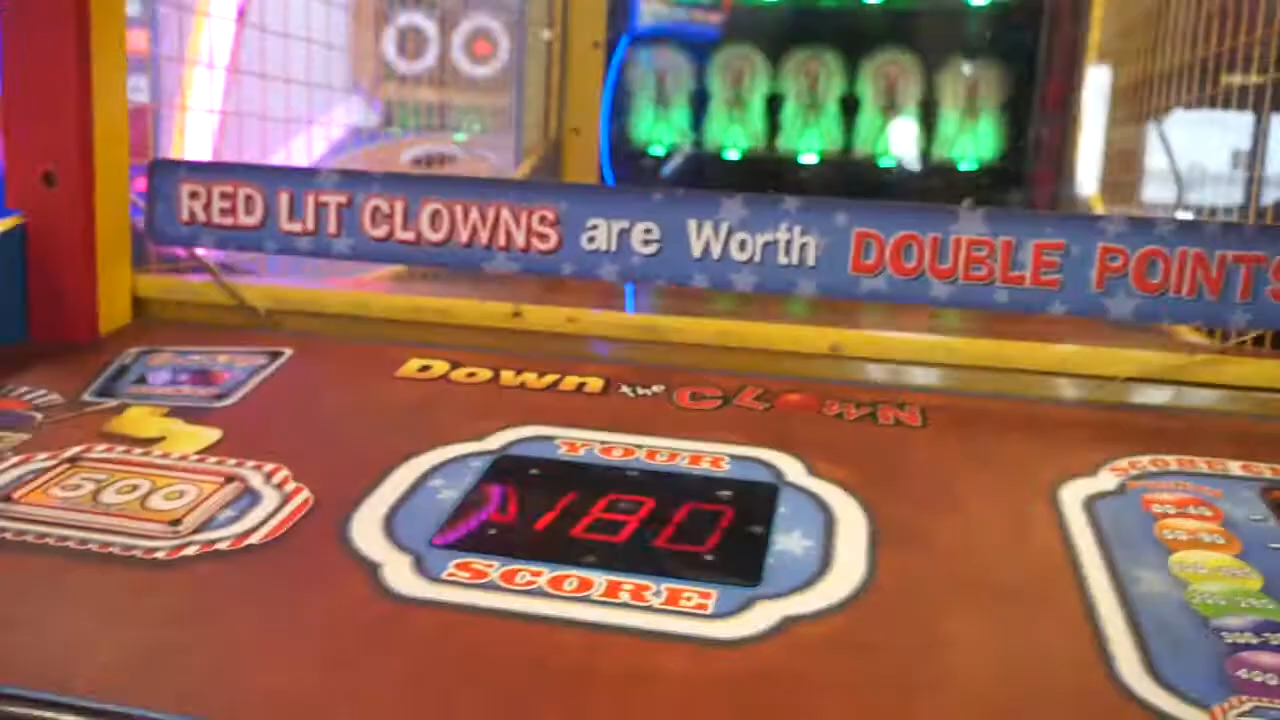 RED LIT CLOWNS are Worth DOUBLE POINTS
Down the CLOWN
YOUR
180
SCORE
500